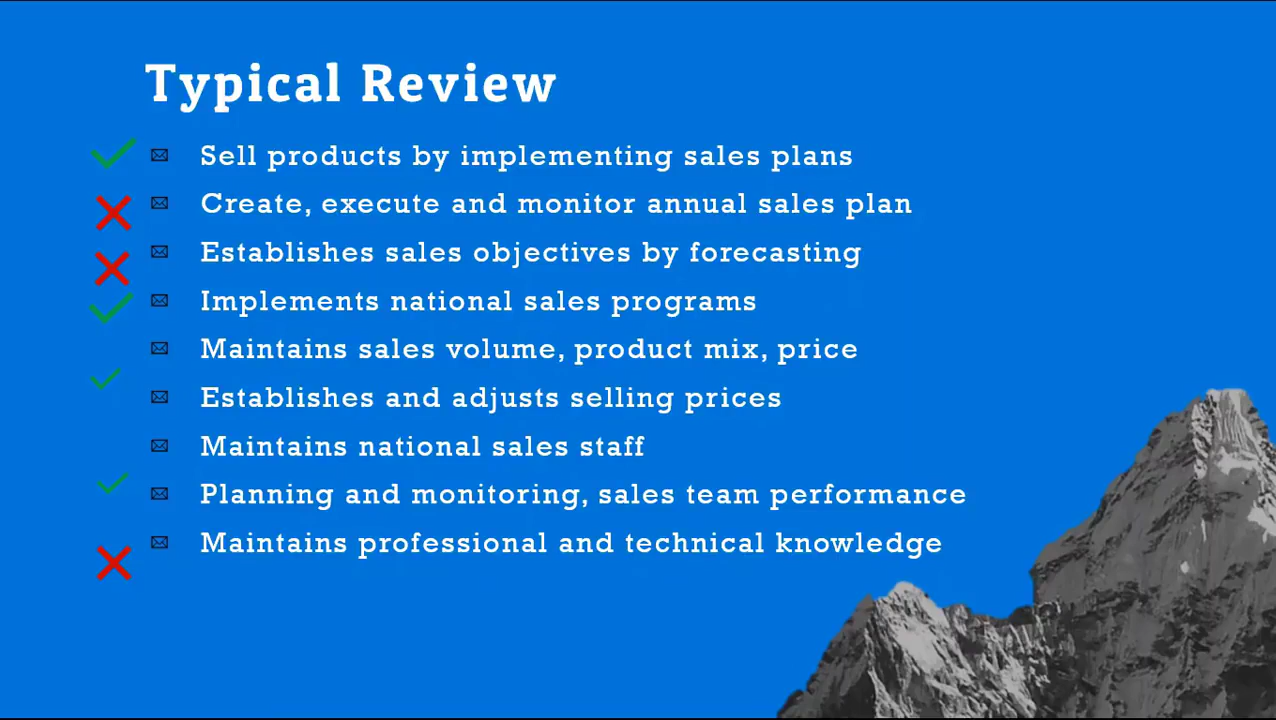 Typical Review
Sell products by implementing sales plans
Create, execute and monitor annual sales plan
Establishes sales objectives by forecasting
Implements national sales programs
Maintains sales volume, product mix, price
Establishes and adjusts selling prices
Maintains national sales staff
Planning and monitoring, sales team performance
Maintains professional and technical knowledge